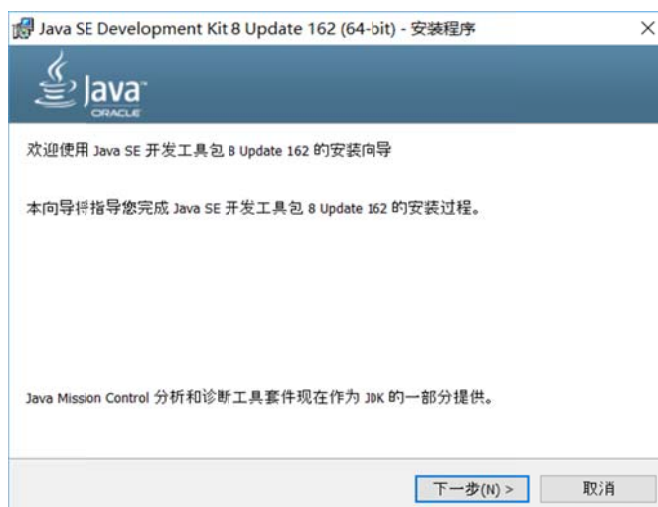 Java SE Development Kit 8 Update 162 (64-bit) - 安装程序
Java™
ORACLE
欢迎使用 Java SE 开发工具包 8 Update 162 的安装向导
本向导将指导您完成 Java SE 开发工具包 8 Update 162 的安装过程。
Java Mission Control 分析和诊断工具套件现在作为 JDK 的一部分提供。
下一步(N) > 取消